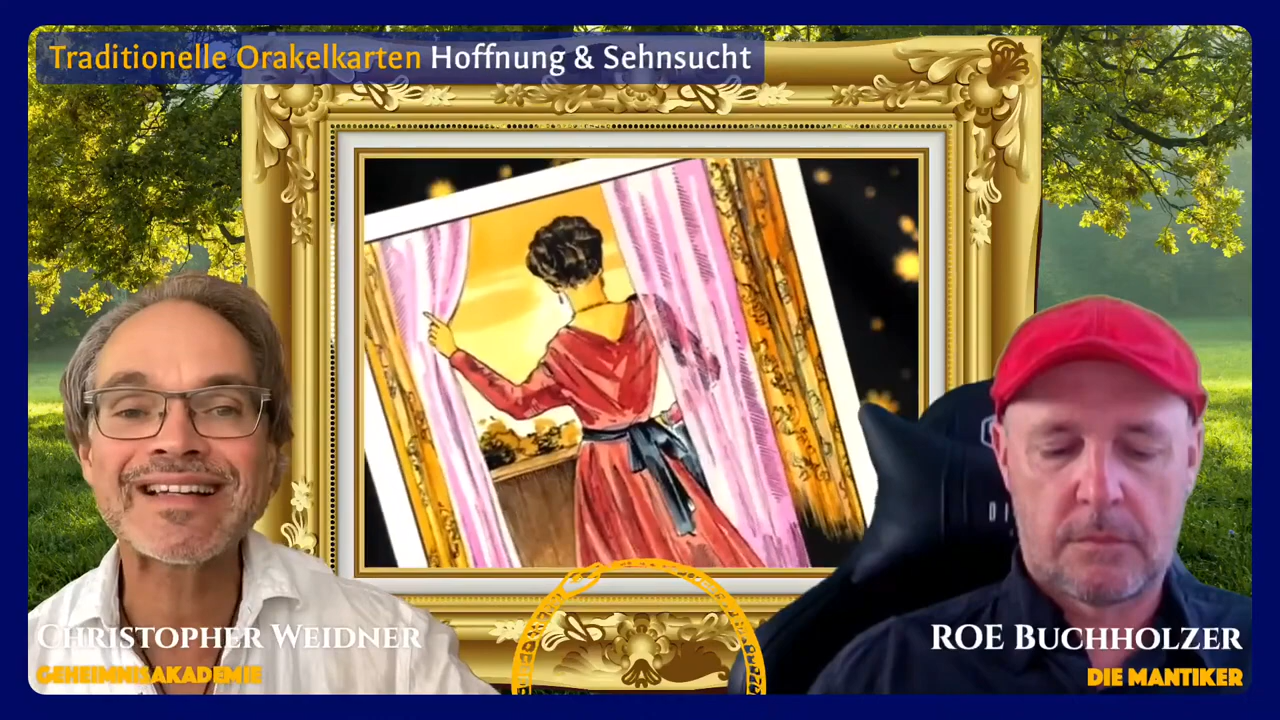 Traditionelle Orakelkarten Hoffnung & Sehnsucht
Christopher Weidner
GEHEIMNISAKADEMIE
ROE Buchholzer
DIE MANTIKER